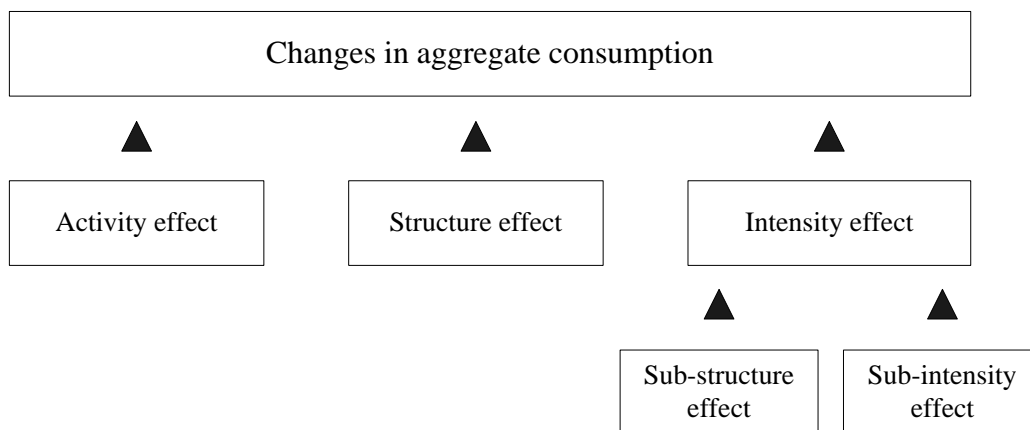 Changes in aggregate consumption
Activity effect
Structure effect
Intensity effect
Sub-structure
effect
Sub-intensity
effect